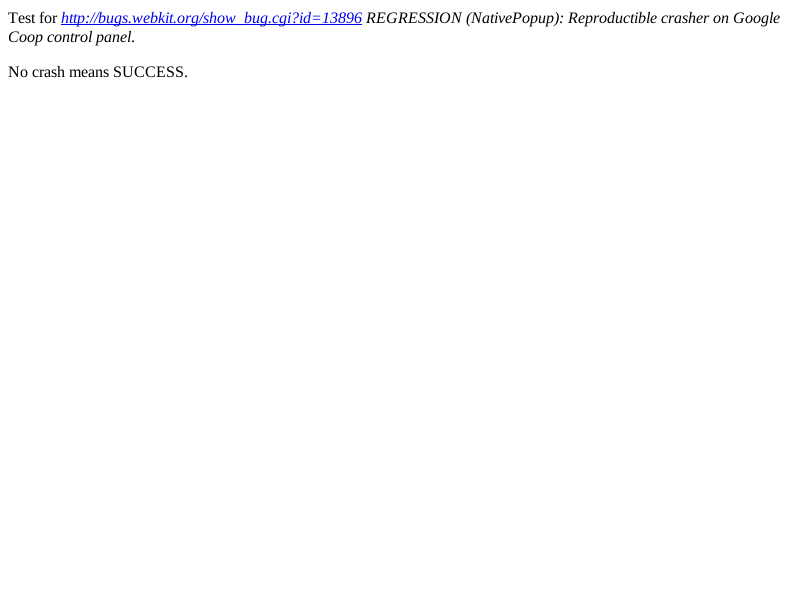 Test for http://bugs.webkit.org/show_bug.cgi?id=13896 REGRESSION (NativePopup): Reproductible crasher on Google
Coop control panel.
No crash means SUCCESS.